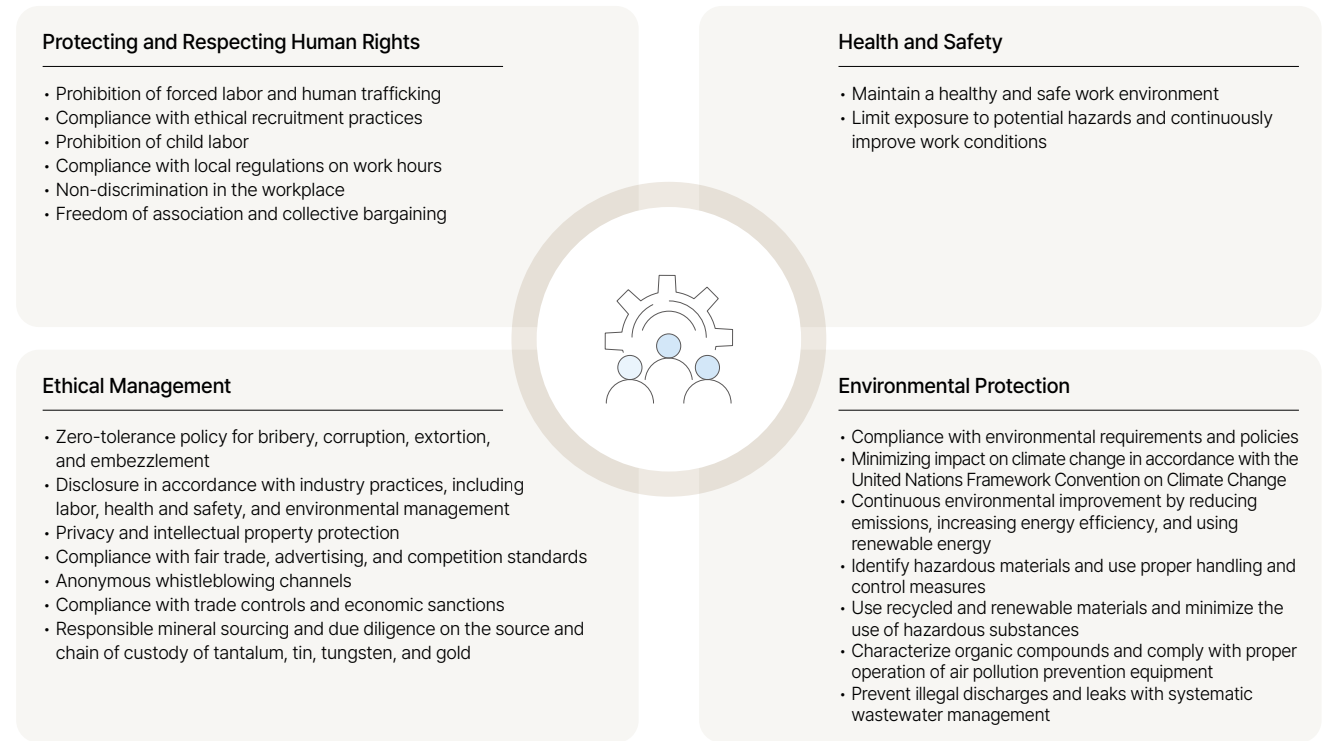 Protecting and Respecting Human Rights
• Prohibition of forced labor and human trafficking
• Compliance with ethical recruitment practices
• Prohibition of child labor
• Compliance with local regulations on work hours
• Non-discrimination in the workplace
• Freedom of association and collective bargaining
Health and Safety
• Maintain a healthy and safe work environment
• Limit exposure to potential hazards and continuously
improve work conditions
Ethical Management
• Zero-tolerance policy for bribery, corruption, extortion,
and embezzlement
• Disclosure in accordance with industry practices, including
labor, health and safety, and environmental management
• Privacy and intellectual property protection
• Compliance with fair trade, advertising, and competition standards
• Anonymous whistleblowing channels
• Compliance with trade controls and economic sanctions
• Responsible mineral sourcing and due diligence on the source and
chain of custody of tantalum, tin, tungsten, and gold
Environmental Protection
• Compliance with environmental requirements and policies
• Minimizing impact on climate change in accordance with the
United Nations Framework Convention on Climate Change
• Continuous environmental improvement by reducing
emissions, increasing energy efficiency, and using
renewable energy
• Identify hazardous materials and use proper handling and
control measures
• Use recycled and renewable materials and minimize the
use of hazardous substances
• Characterize organic compounds and comply with proper
operation of air pollution prevention equipment
• Prevent illegal discharges and leaks with systematic
wastewater management